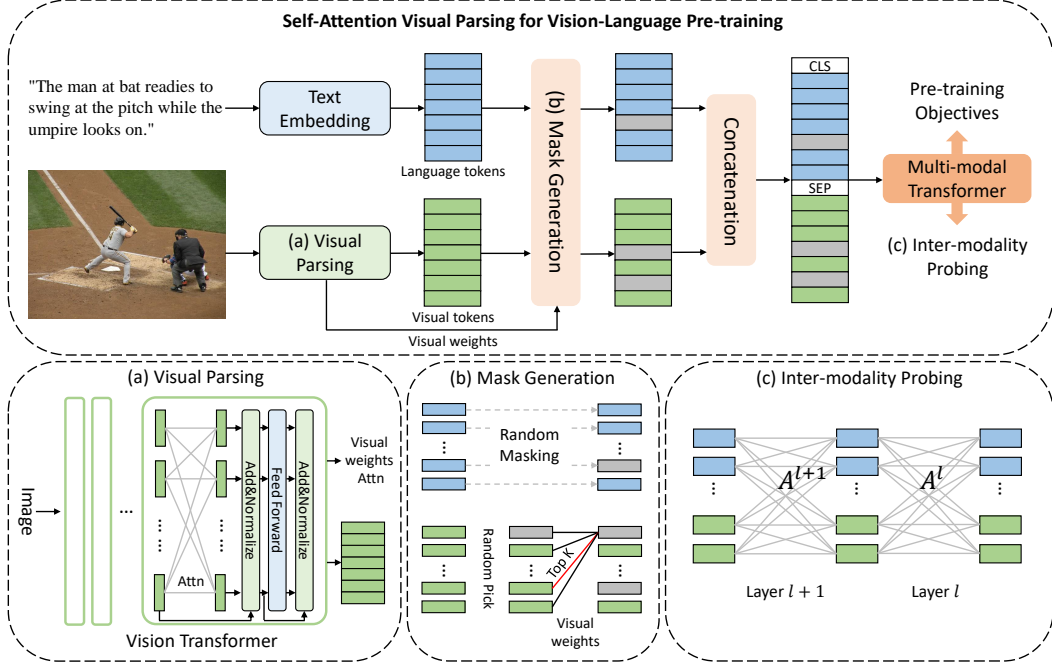 Self-Attention Visual Parsing for Vision-Language Pre-training
"The man at bat readies to
swing at the pitch while the
umpire looks on."
Text
Embedding
Language tokens
(b) Mask Generation
Concatenation
CLS
SEP
Pre-training
Objectives
Multi-modal
Transformer
(c) Inter-modality
Probing
(a) Visual
Parsing
Visual tokens
Visual weights
(a) Visual Parsing
Image
...
Attn
Add&Normalize
Feed Forward
Add&Normalize
Visual
weights
Attn
Vision Transformer
(b) Mask Generation
Random
Masking
Random Pick
Top K
Visual
weights
(c) Inter-modality Probing
A^{l+1}
A^l
Layer l + 1
Layer l